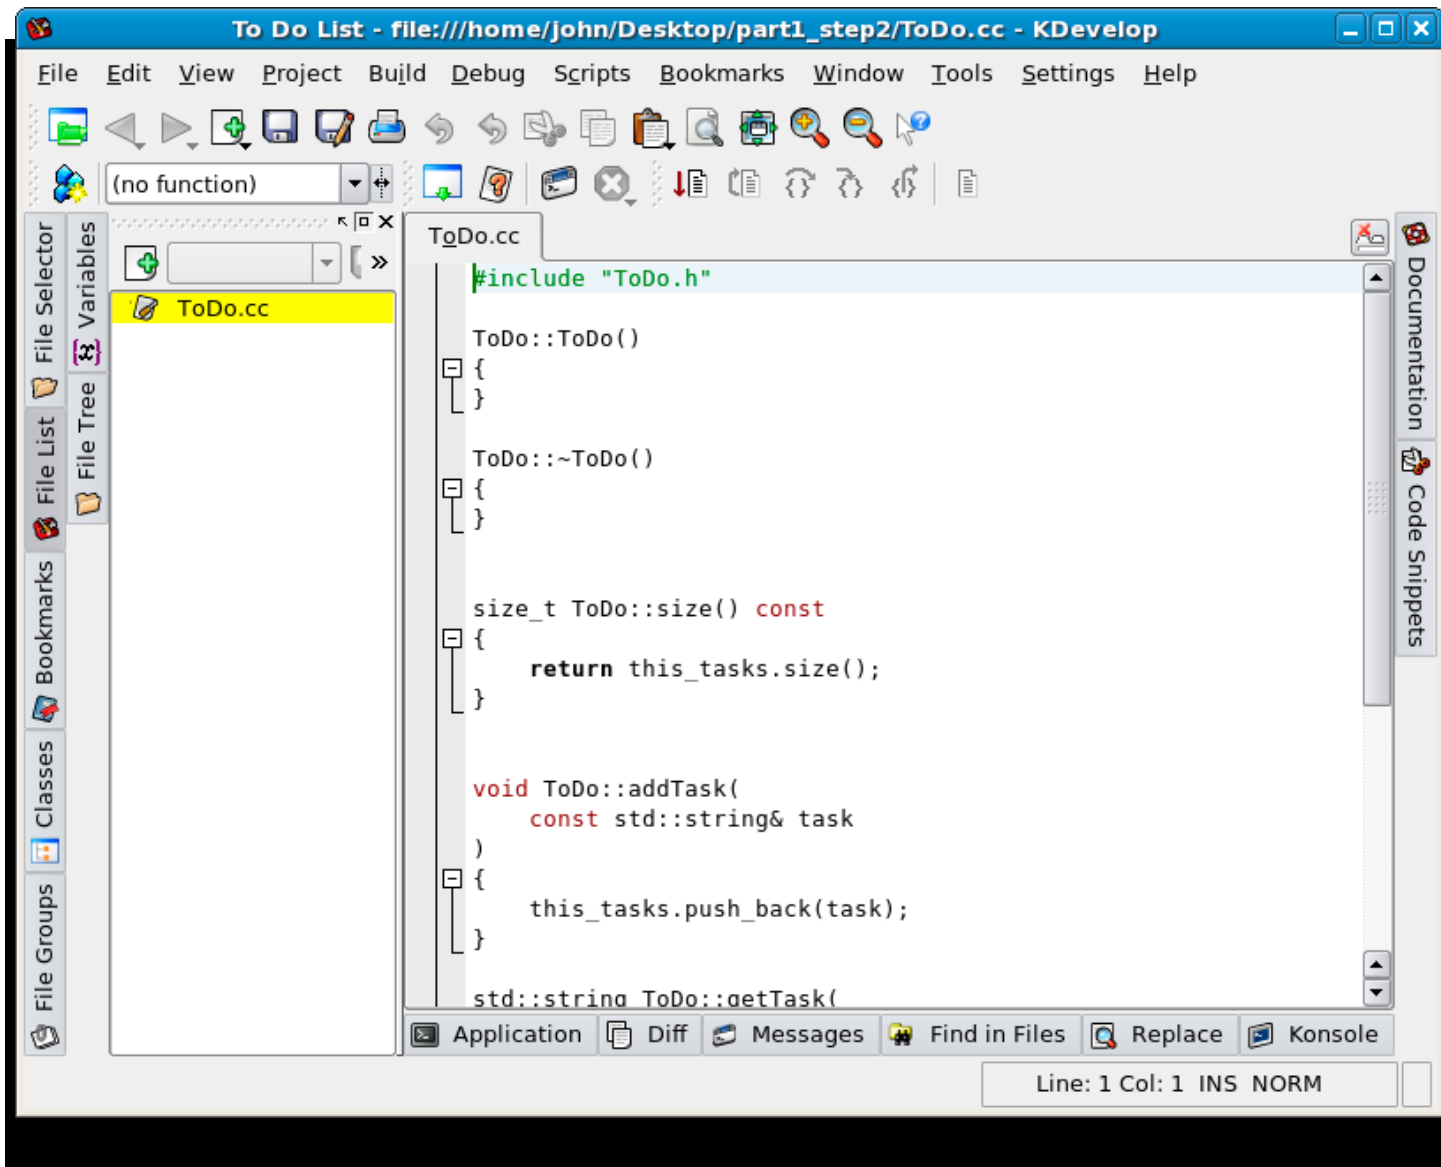 To Do List - file:///home/john/Desktop/part1_step2/ToDo.cc - KDevelop
File Edit View Project Build Debug Scripts Bookmarks Window Tools Settings Help
(no function)
File Selector
File List
Bookmarks
Classes
File Groups
Variables
File Tree
ToDo.cc
ToDo.cc
#include "ToDo.h"
ToDo::ToDo()
{
}
ToDo::~ToDo()
{
}
size_t ToDo::size() const
{
    return this_tasks.size();
}
void ToDo::addTask(
    const std::string& task
)
{
    this_tasks.push_back(task);
}
std::string ToDo::getTask(
Documentation
Code Snippets
Application Diff Messages Find in Files Replace Konsole
Line: 1 Col: 1 INS NORM